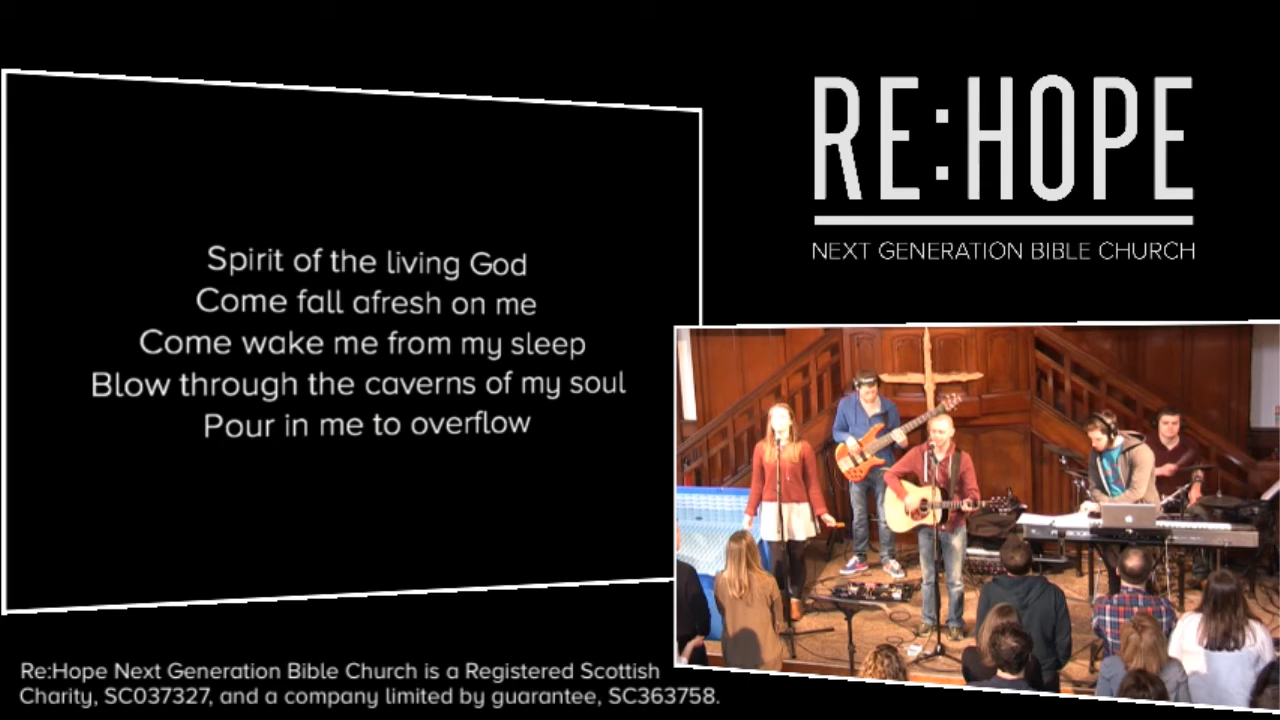 RE:HOPE
NEXT GENERATION BIBLE CHURCH
Spirit of the living God
Come fall afresh on me
Come wake me from my sleep
Blow through the caverns of my soul
Pour in me to overflow
Re:Hope Next Generation Bible Church is a Registered Scottish
Charity, SC037327, and a company limited by guarantee, SC363758.